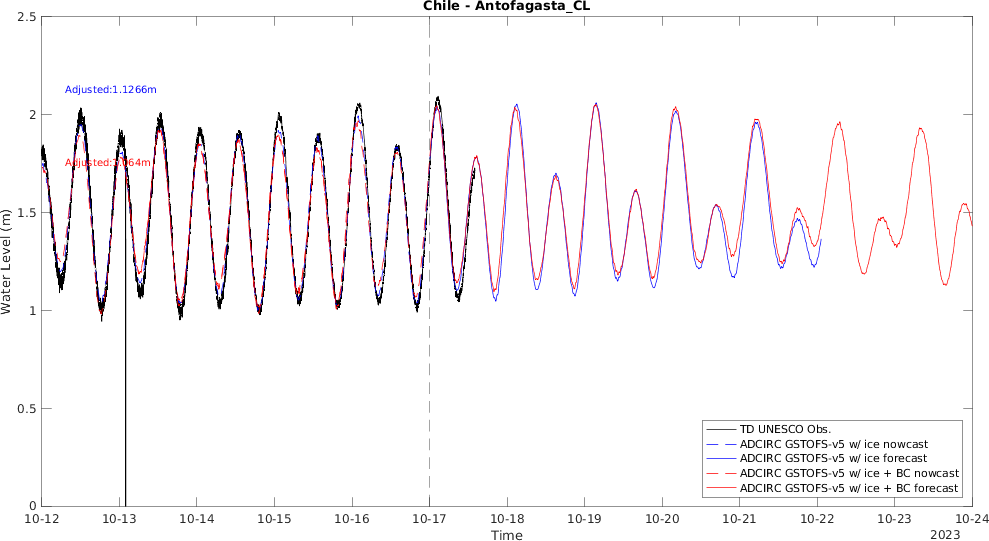 Chile - Antofagasta_CL
2.5
2
1.5
1
0.5
0
Water Level (m)
Adjusted:1.1266m
TD UNESCO Obs.
ADCIRC GSTOFS-v5 w/ ice nowcast
ADCIRC GSTOFS-v5 w/ ice forecast
ADCIRC GSTOFS-v5 w/ ice + BC nowcast
ADCIRC GSTOFS-v5 w/ ice + BC forecast
10-12 10-13 10-14 10-15 10-16 10-17 10-18 10-19 10-20 10-21 10-22 10-23 10-24
Time
2023